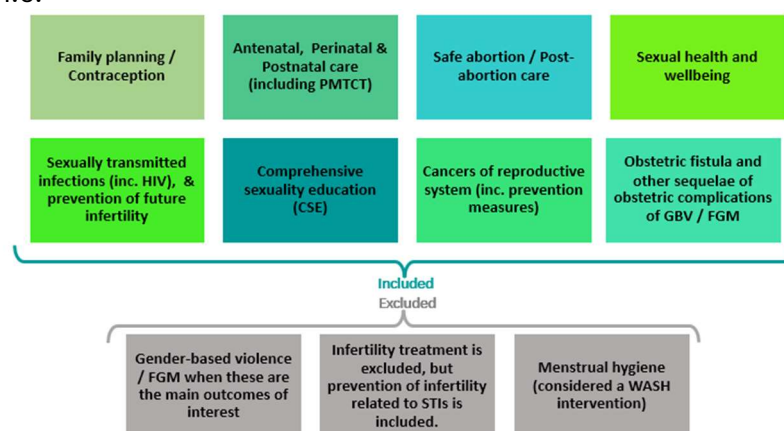 Family planning /
Contraception
Antenatal, Perinatal &
Postnatal care
(including PMTCT)
Safe abortion / Post-
abortion care
Sexual health and
wellbeing
Sexually transmitted
infections (inc. HIV), &
prevention of future
infertility
Comprehensive
sexuality education
(CSE)
Cancers of reproductive
system (inc. prevention
measures)
Obstetric fistula and
other sequelae of
obstetric complications
of GBV / FGM
Included
Excluded
Gender-based violence
/ FGM when these are
the main outcomes of
interest
Infertility treatment is
excluded, but
prevention of infertility
related to STIs is
included.
Menstrual hygiene
(considered a WASH
intervention)